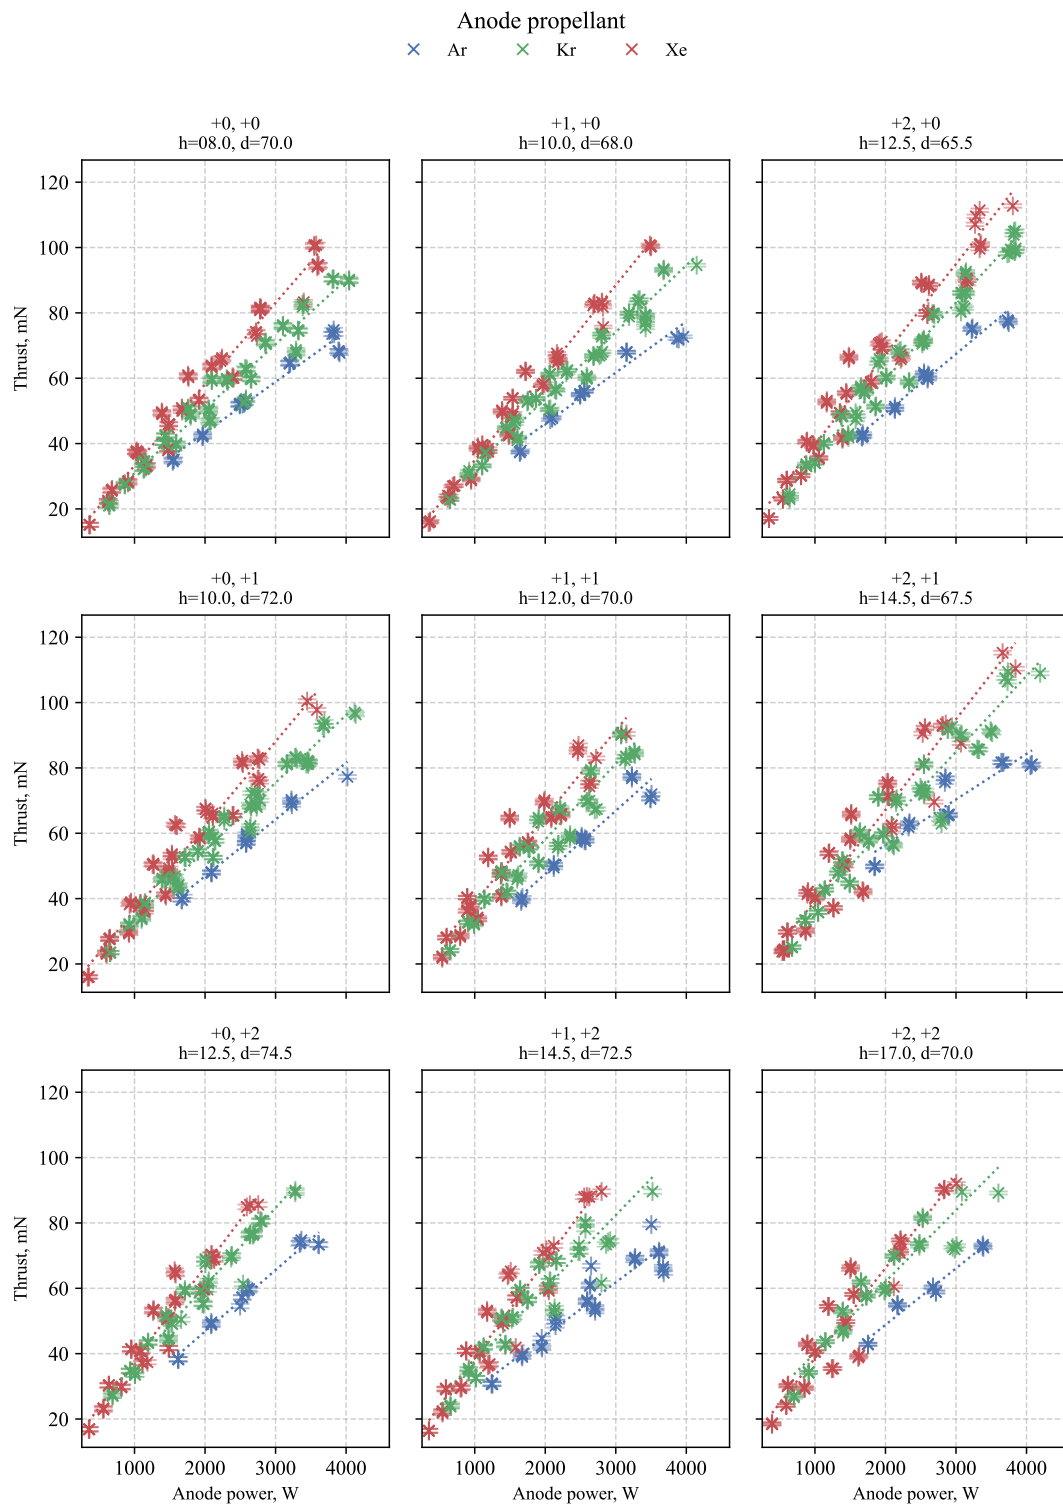 Anode propellant
Ar Kr Xe
+0, +0
h=08.0, d=70.0
+1, +0
h=10.0, d=68.0
+2, +0
h=12.5, d=65.5
120
100
80
60
40
20
Thrust, mN
+0, +1
h=10.0, d=72.0
+1, +1
h=12.0, d=70.0
+2, +1
h=14.5, d=67.5
120
100
80
60
40
20
Thrust, mN
+0, +2
h=12.5, d=74.5
+1, +2
h=14.5, d=72.5
+2, +2
h=17.0, d=70.0
120
100
80
60
40
20
Thrust, mN
1000 2000 3000 4000
Anode power, W
1000 2000 3000 4000
Anode power, W
1000 2000 3000 4000
Anode power, W